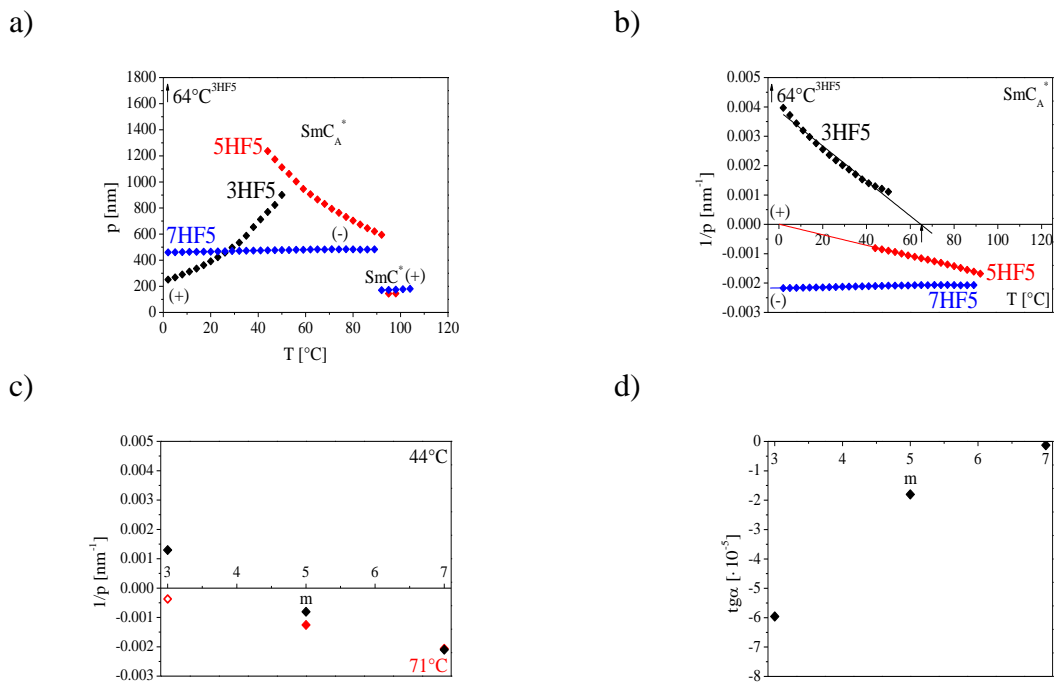 a)
1800
1600
1400
1200
1000
800
600
400
200
0
p [nm]
64°C 3HF5
SmC_A^*
5HF5
3HF5
7HF5
(-)
(+)
SmC^*(+)
0 20 40 60 80 100 120
T [°C]
b)
0.005
0.004
0.003
0.002
0.001
0.000
-0.001
-0.002
-0.003
1/p [nm^-1]
64°C 3HF5
SmC_A^*
3HF5
(+)
0 20 40 60 80 100 120
5HF5
(-)
7HF5
T [°C]
c)
0.005
0.004
0.003
0.002
0.001
0.000
-0.001
-0.002
-0.003
1/p [nm^-1]
44°C
3 4 5 6 7
m
71°C
d)
0
-1
-2
-3
-4
-5
-6
-7
-8
tgα [·10^-5]
3 4 5 6 7
m